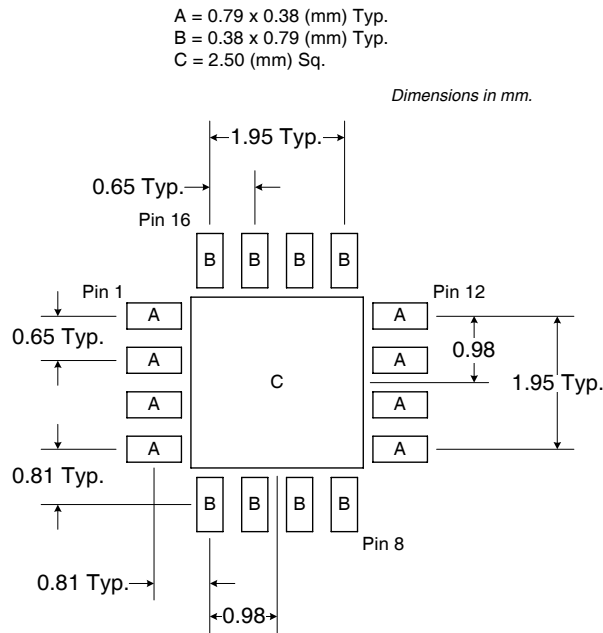 A = 0.79 x 0.38 (mm) Typ.
B = 0.38 x 0.79 (mm) Typ.
C = 2.50 (mm) Sq.
Dimensions in mm.
1.95 Typ.
0.65 Typ.
Pin 16
B B B B
Pin 1 Pin 12
A A
0.65 Typ. 0.98
A A
C
1.95 Typ.
A A
A A
0.81 Typ.
B B B B
Pin 8
0.81 Typ.
0.98